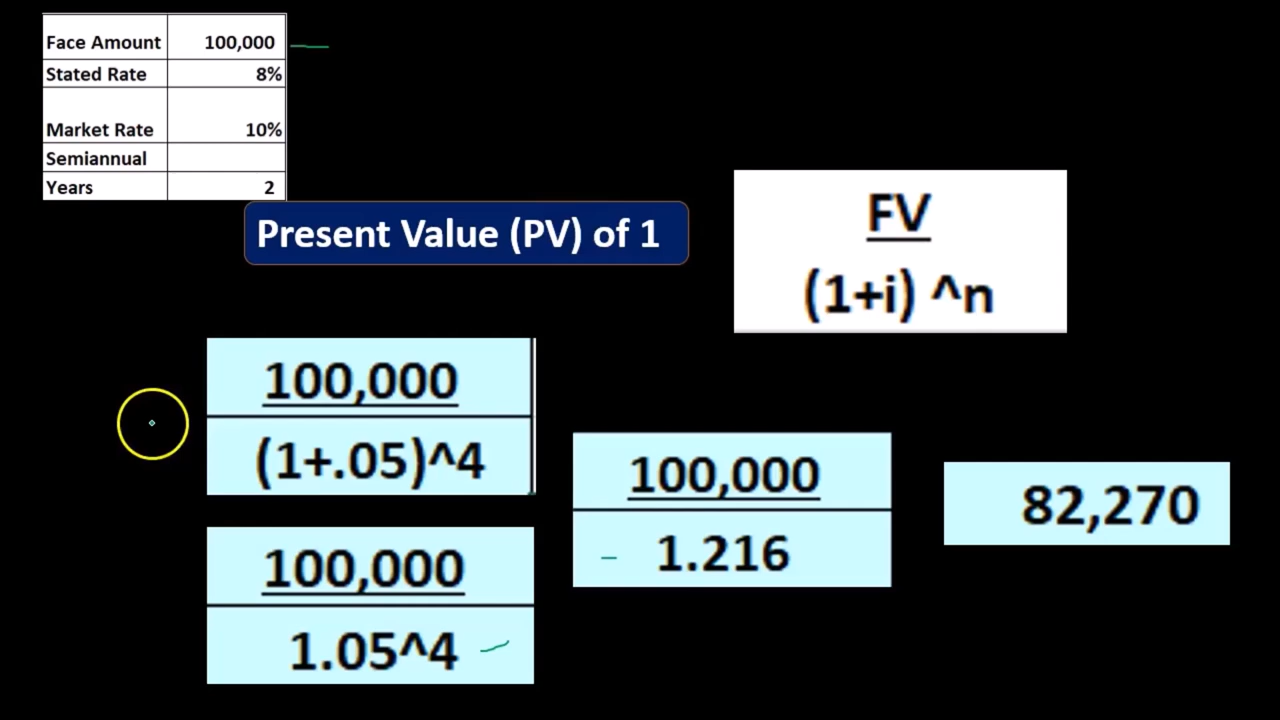 Face Amount 100,000
Stated Rate 8%
Market Rate 10%
Semiannual
Years 2
Present Value (PV) of 1
FV
(1+i) ^n
100,000
(1+.05)^4
100,000
1.05^4
100,000
1.216
82,270